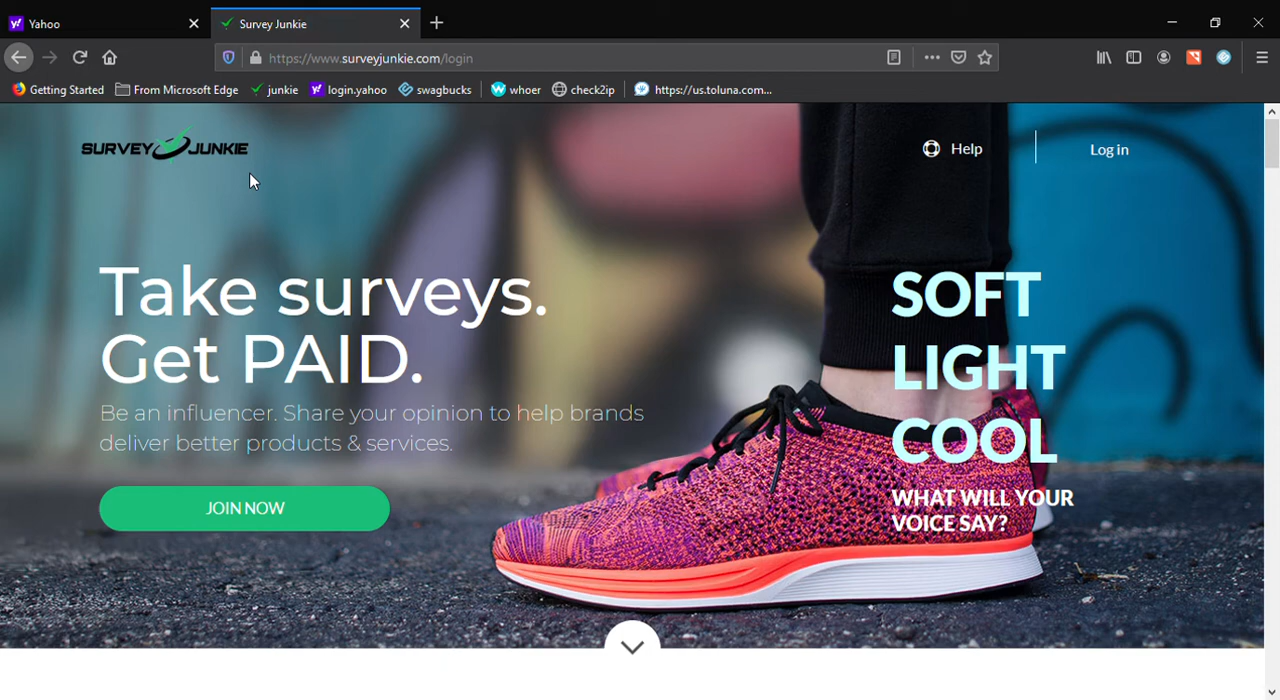 Yahoo
Survey Junkie
https://www.surveyjunkie.com/login
Getting Started
From Microsoft Edge
junkie
login.yahoo
swagbucks
whoer
check2ip
https://us.toluna.com...
SURVEY JUNKIE
Help
Log in
Take surveys.
Get PAID.
Be an influencer. Share your opinion to help brands
deliver better products & services.
JOIN NOW
SOFT
LIGHT
COOL
WHAT WILL YOUR
VOICE SAY?